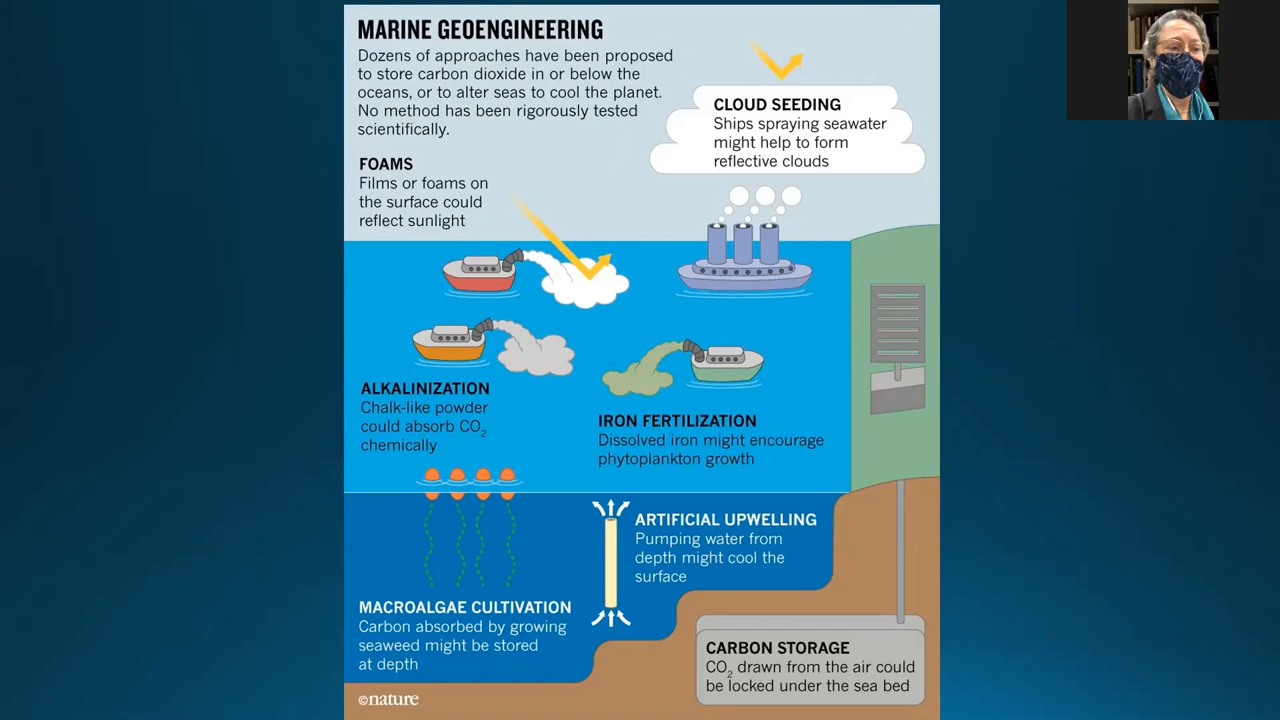 MARINE GEOENGINEERING
Dozens of approaches have been proposed
to store carbon dioxide in or below the
oceans, or to alter seas to cool the planet.
No method has been rigorously tested
scientifically.
CLOUD SEEDING
Ships spraying seawater
might help to form
reflective clouds
FOAMS
Films or foams on
the surface could
reflect sunlight
ALKALINIZATION
Chalk-like powder
could absorb CO₂
chemically
IRON FERTILIZATION
Dissolved iron might encourage
phytoplankton growth
ARTIFICIAL UPWELLING
Pumping water from
depth might cool the
surface
MACROALGAE CULTIVATION
Carbon absorbed by growing
seaweed might be stored
at depth
CARBON STORAGE
CO₂ drawn from the air could
be locked under the sea bed
©nature